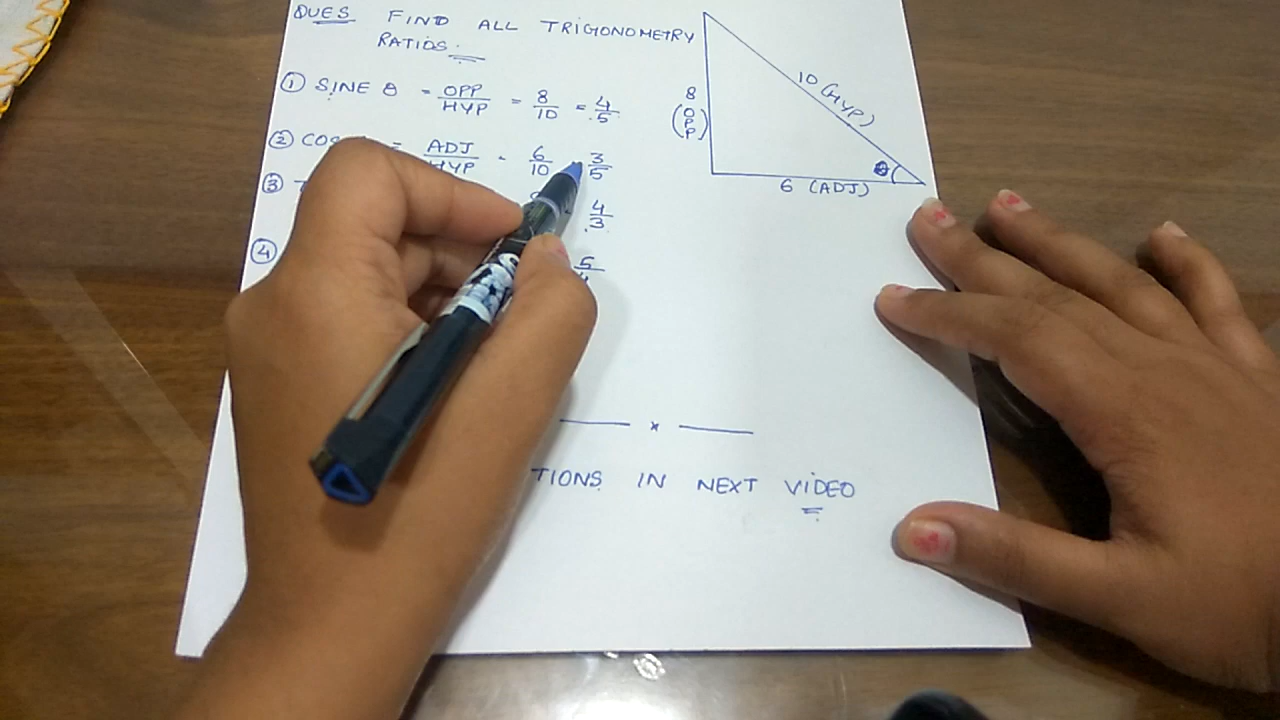 QUES FIND ALL TRIGONOMETRY
RATIOS.
① SINE θ = OPP/HYP = 8/10 = 4/5
② COS = ADJ/HYP = 6/10 3/5
③ 4/3
④ 5/
8
(OPP)
10 (HYP)
6 (ADJ)
θ
x
TIONS IN NEXT VIDEO